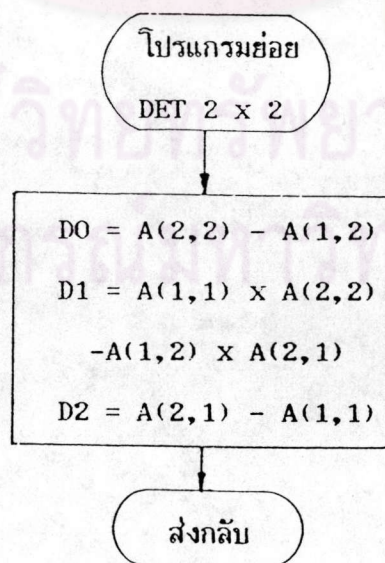 โปรแกรมย่อย
DET 2 x 2
D0 = A(2,2) - A(1,2)
D1 = A(1,1) x A(2,2)
-A(1,2) x A(2,1)
D2 = A(2,1) - A(1,1)
ส่งกลับ